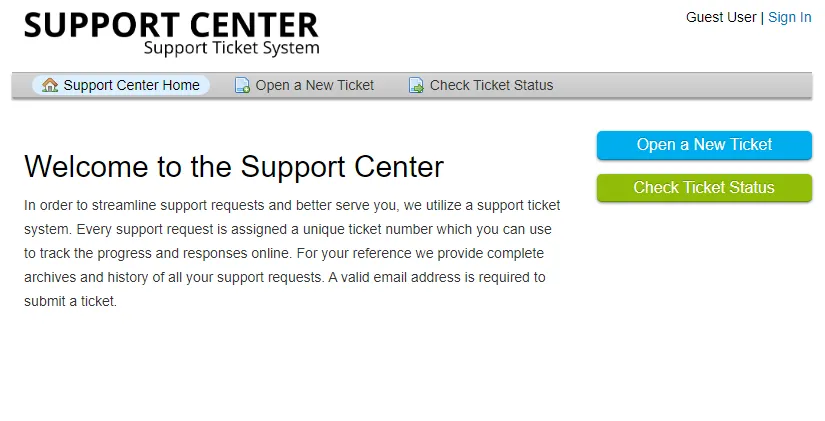 SUPPORT CENTER
Support Ticket System
Guest User | Sign In
Support Center Home
Open a New Ticket
Check Ticket Status
Welcome to the Support Center
In order to streamline support requests and better serve you, we utilize a support ticket
system. Every support request is assigned a unique ticket number which you can use
to track the progress and responses online. For your reference we provide complete
archives and history of all your support requests. A valid email address is required to
submit a ticket.
Open a New Ticket
Check Ticket Status